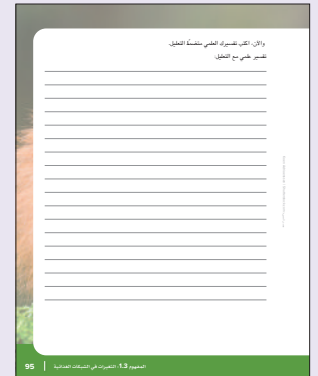 والآن، اكتب تفسيرك العلمي متضمنًا التعليل.
تفسير علمي مع التعليل:
المفهوم 1.3: التغيرات في الشبكات الغذائية 95